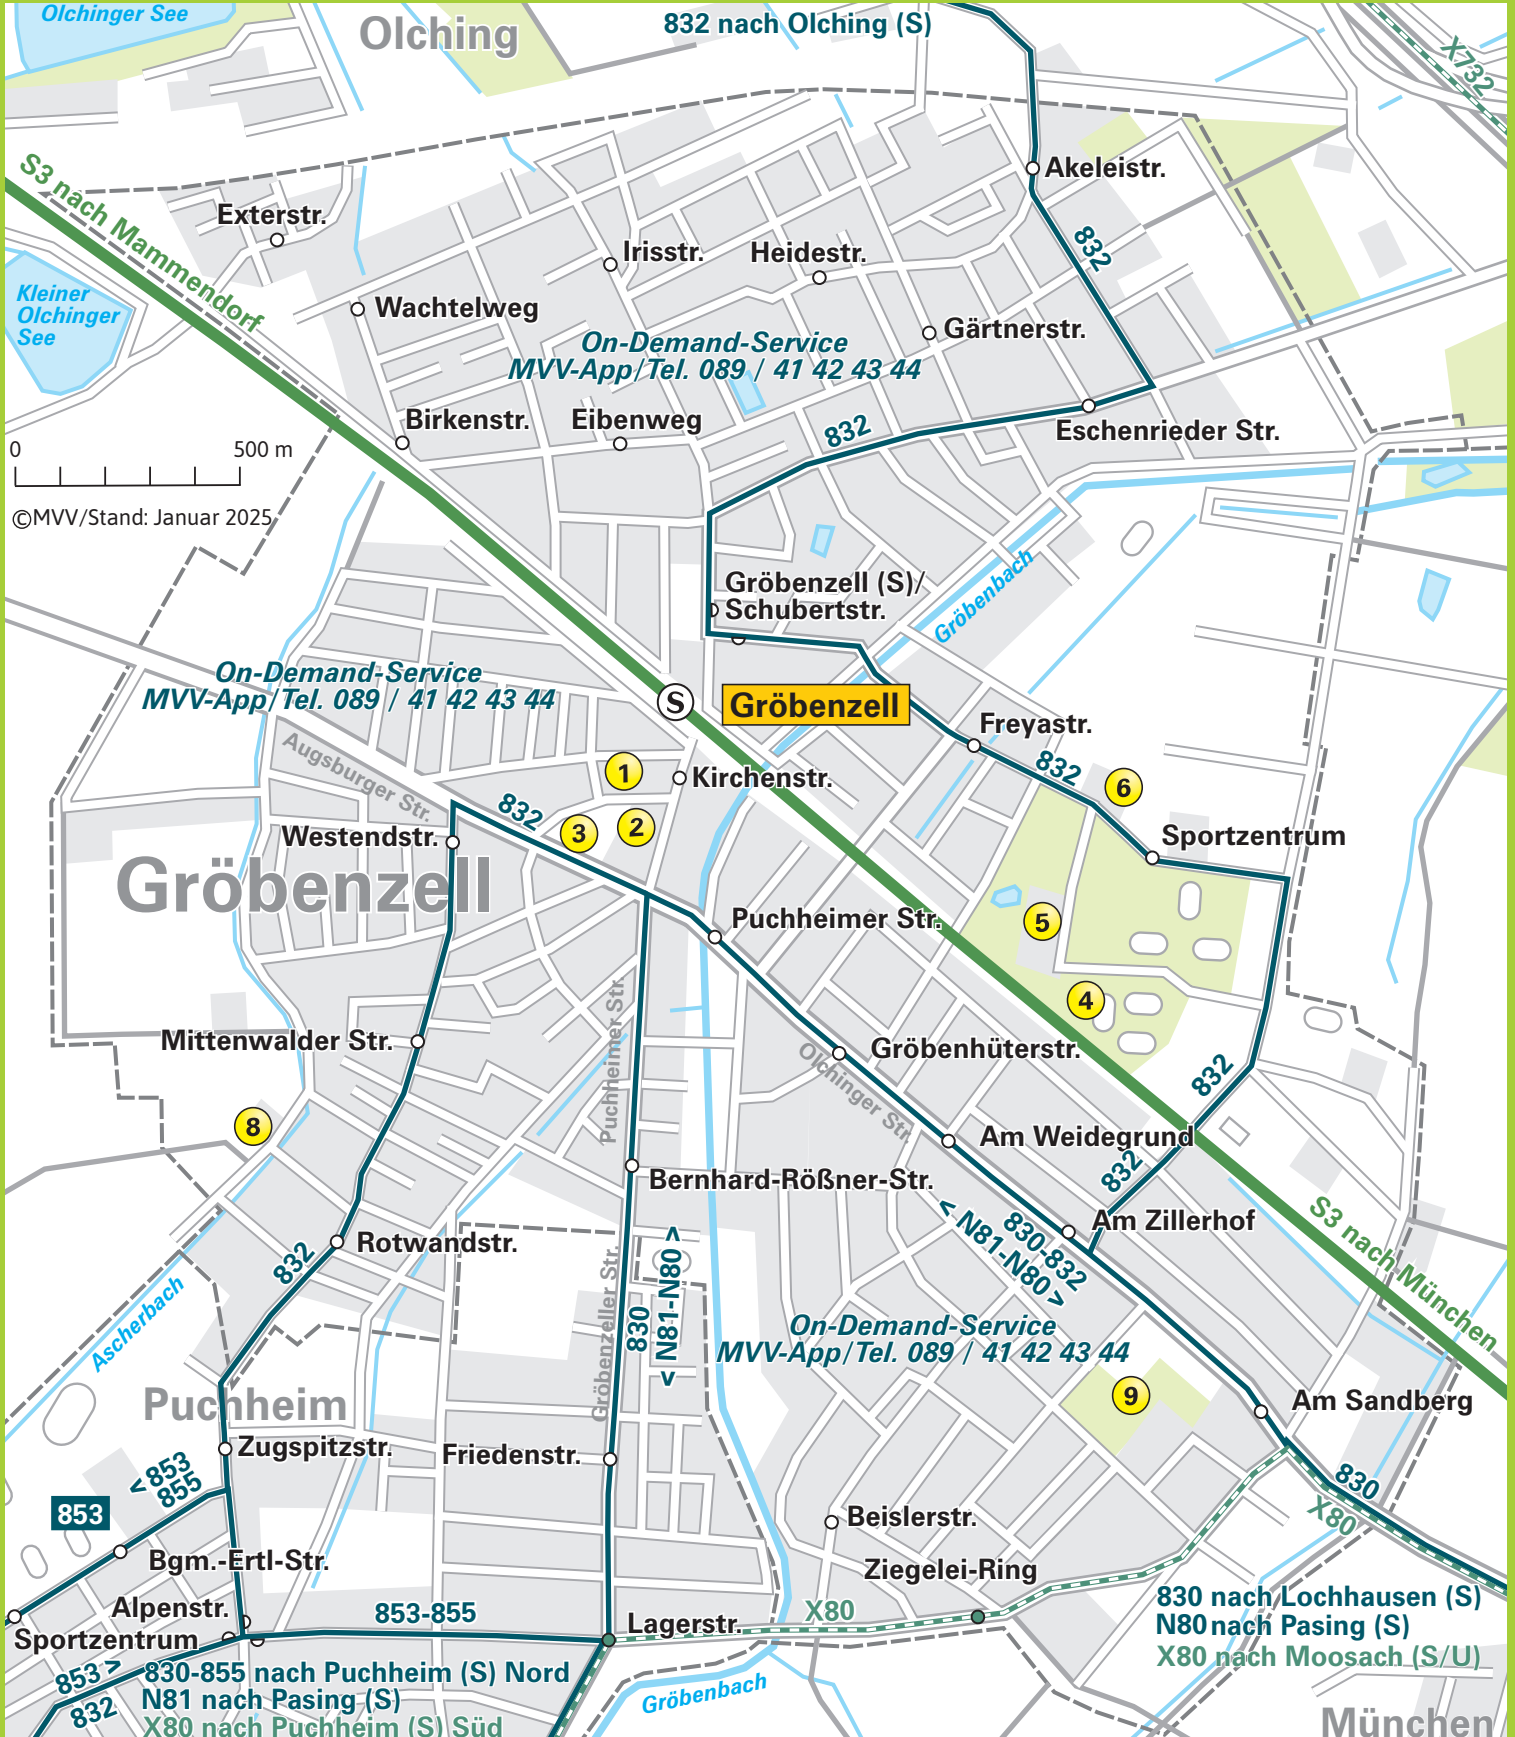 Olchinger See
Olching
832 nach Olching (S)
X732
S3 nach Mammendorf
Akeleistr.
Exterstr.
832
Irisstr.
Heidestr.
Kleiner
Olchinger
See
Wachtelweg
Gärtnerstr.
On-Demand-Service
MVV-App/Tel. 089 / 41 42 43 44
Birkenstr.
Eibenweg
832
Eschenrieder Str.
0 500 m
©MVV/Stand: Januar 2025
Gröbenzell (S)/
Schubertstr.
Gröbenbach
On-Demand-Service
MVV-App/Tel. 089 / 41 42 43 44
S
Gröbenzell
Freyastr.
Augsburger Str.
1
Kirchenstr.
832
6
832
3
2
Westendstr.
Sportzentrum
Gröbenzell
Puchheimer Str.
5
4
Puchheimer Str.
Mittenwalder Str.
Gröbenhüterstr.
Olchinger Str.
832
8
Am Weidegrund
832
Bernhard-Rößner-Str.
Rotwandstr.
832
Am Zillerhof
830-832
< N81-N80 >
S3 nach München
Gröbenzeller Str.
830
< N81-N80 >
Ascherbach
On-Demand-Service
MVV-App/Tel. 089 / 41 42 43 44
Puchheim
9
Am Sandberg
Zugspitzstr.
Friedenstr.
< 853
855
853
830
X80
Beislerstr.
Bgm.-Ertl-Str.
Ziegelei-Ring
Alpenstr.
853-855
X80
Lagerstr.
Sportzentrum
830 nach Lochhausen (S)
N80 nach Pasing (S)
X80 nach Moosach (S/U)
853 >
832
830-855 nach Puchheim (S) Nord
N81 nach Pasing (S)
X80 nach Puchheim (S) Süd
Gröbenbach
München